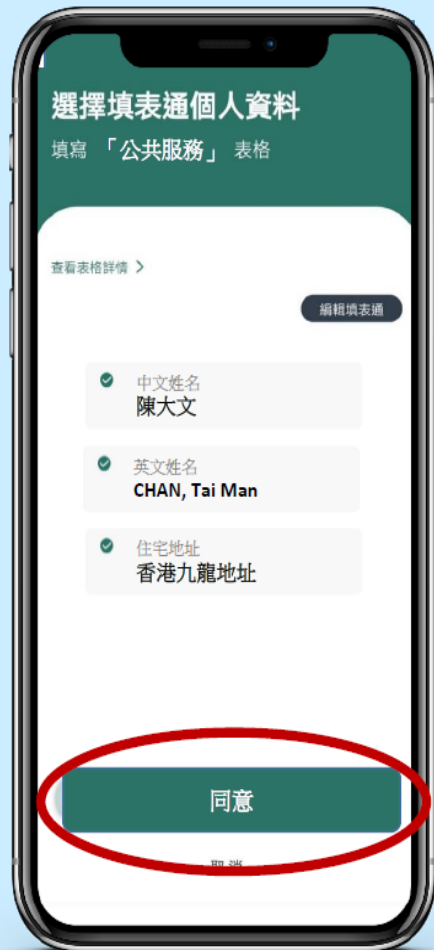 選擇填表通個人資料
填寫 「公共服務」 表格
查看表格詳情 >
編輯填表通
中文姓名
陳大文
英文姓名
CHAN, Tai Man
住宅地址
香港九龍地址
同意
取消